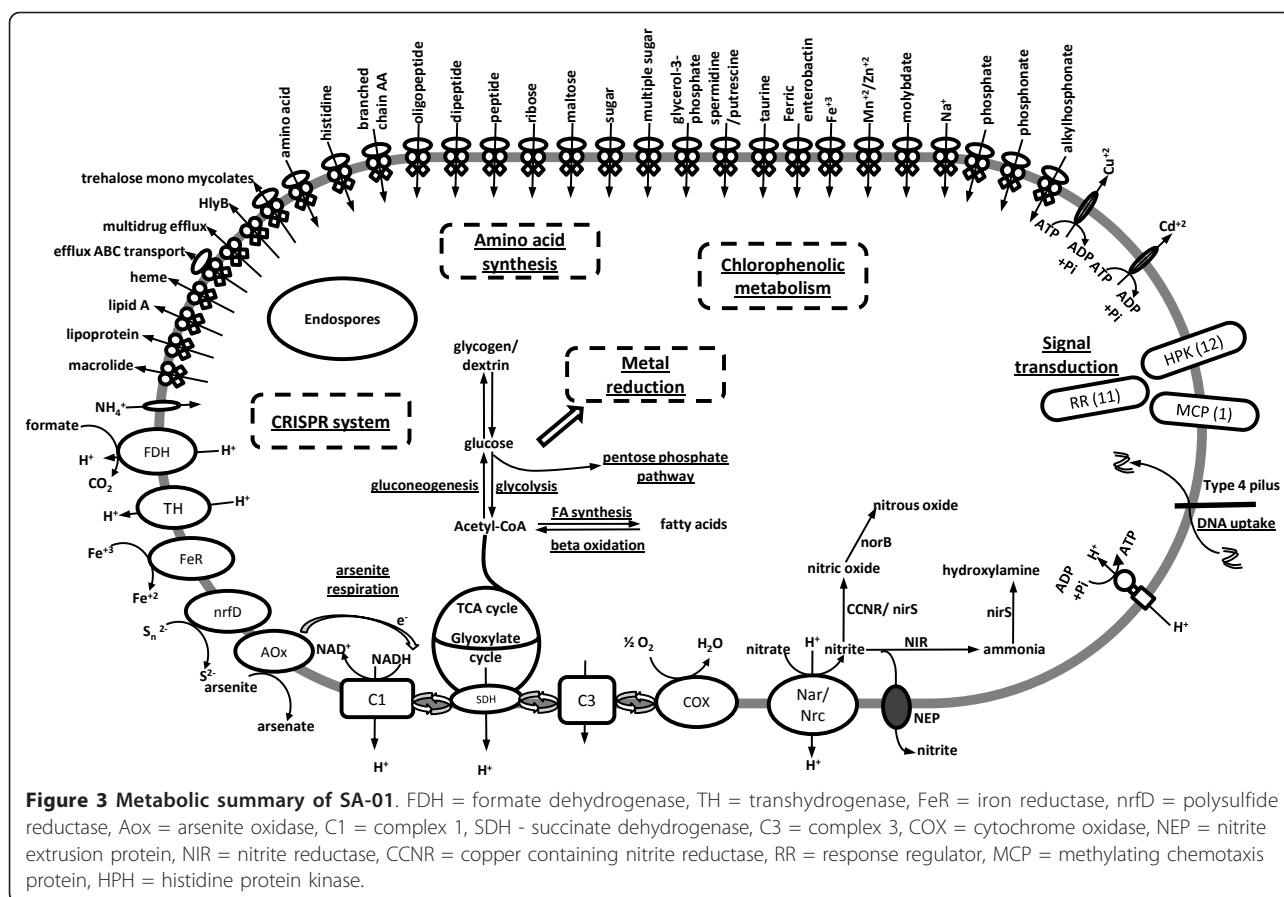 oligopeptide
dipeptide
peptide
ribose
maltose
sugar
multiple sugar
glycerol-3-
phosphate
spermidine
/putrescine
taurine
Ferric
enterobactin
Fe+3
Mn+2/Zn+2
molybdate
Na+
phosphate
phosphonate
alkylhosphonate
branched
chain AA
histidine
amino acid
trehalose mono mycolates
HlyB
multidrug efflux
efflux ABC transport
heme
lipid A
lipoprotein
macrolide
Cu+2
ATP
ADP
+Pi
Cd+2
ATP
ADP
+Pi
Amino acid
synthesis
Chlorophenolic
metabolism
Endospores
glycogen/
dextrin
Metal
reduction
CRISPR system
Signal
transduction
HPK (12)
RR (11)
MCP (1)
NH4+
formate
FDH
H+
H+
CO2
TH
H+
H+
Fe+3
FeR
Fe+2
nrfD
Sn 2-
S2-
AOx
arsenite
arsenate
glucose
pentose phosphate
pathway
gluconeogenesis
glycolysis
Acetyl-CoA
FA synthesis
fatty acids
beta oxidation
arsenite
respiration
e-
NAD+
NADH
TCA cycle
Glyoxylate
cycle
C1
SDH
C3
COX
½ O2
H2O
H+
H+
nitrous oxide
norB
nitric oxide
CCNR/ nirS
nitrate
H+
nitrite
NIR
ammonia
hydroxylamine
nirS
Nar/
Nrc
H+
NEP
nitrite
Type 4 pilus
DNA uptake
H+
ATP
ADP
+Pi
H+
Figure 3 Metabolic summary of SA-01. FDH = formate dehydrogenase, TH = transhydrogenase, FeR = iron reductase, nrfD = polysulfide
reductase, Aox = arsenite oxidase, C1 = complex 1, SDH - succinate dehydrogenase, C3 = complex 3, COX = cytochrome oxidase, NEP = nitrite
extrusion protein, NIR = nitrite reductase, CCNR = copper containing nitrite reductase, RR = response regulator, MCP = methylating chemotaxis
protein, HPH = histidine protein kinase.